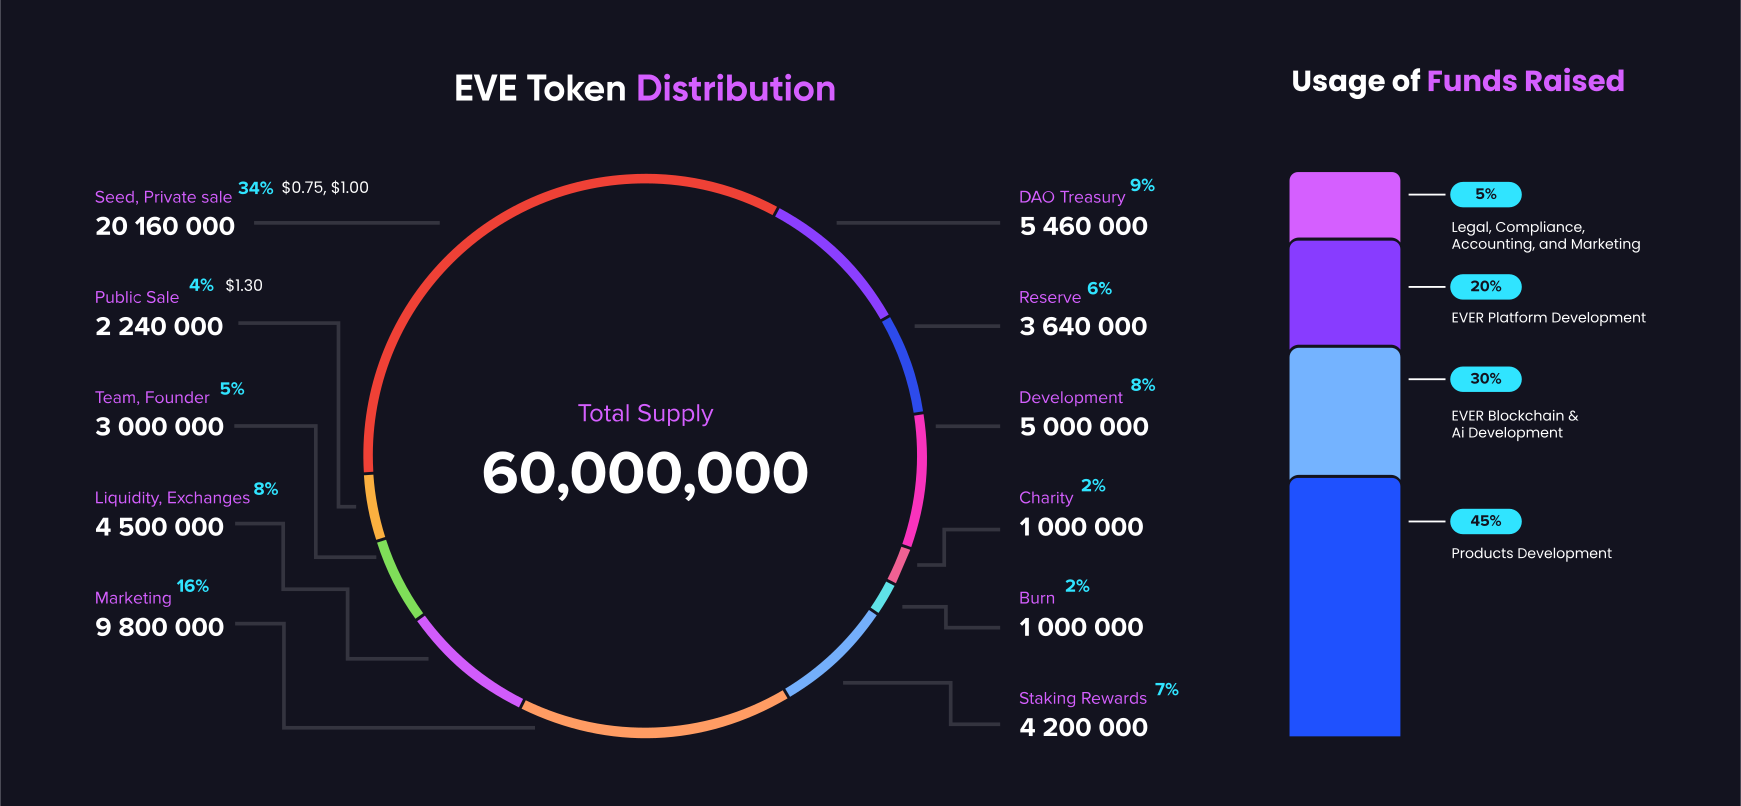 EVE Token Distribution
Seed, Private sale 34% $0.75, $1.00
20 160 000
Public Sale 4% $1.30
2 240 000
Team, Founder 5%
3 000 000
Liquidity, Exchanges 8%
4 500 000
Marketing 16%
9 800 000
Total Supply
60,000,000
DAO Treasury 9%
5 460 000
Reserve 6%
3 640 000
Development 8%
5 000 000
Charity 2%
1 000 000
Burn 2%
1 000 000
Staking Rewards 7%
4 200 000
Usage of Funds Raised
5%
Legal, Compliance,
Accounting, and Marketing
20%
EVER Platform Development
30%
EVER Blockchain &
Ai Development
45%
Products Development